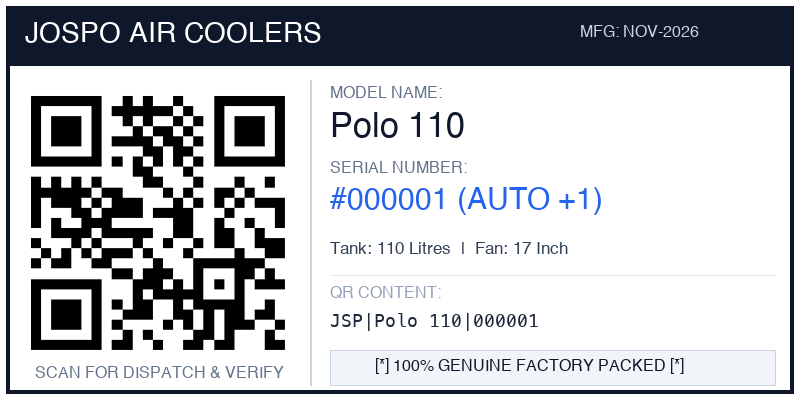 JOSPO AIR COOLERS
MFG: NOV-2026
MODEL NAME:
Polo 110
SERIAL NUMBER:
#000001 (AUTO +1)
Tank: 110 Litres | Fan: 17 Inch
QR CONTENT:
JSP|Polo 110|000001
[*] 100% GENUINE FACTORY PACKED [*]
SCAN FOR DISPATCH & VERIFY